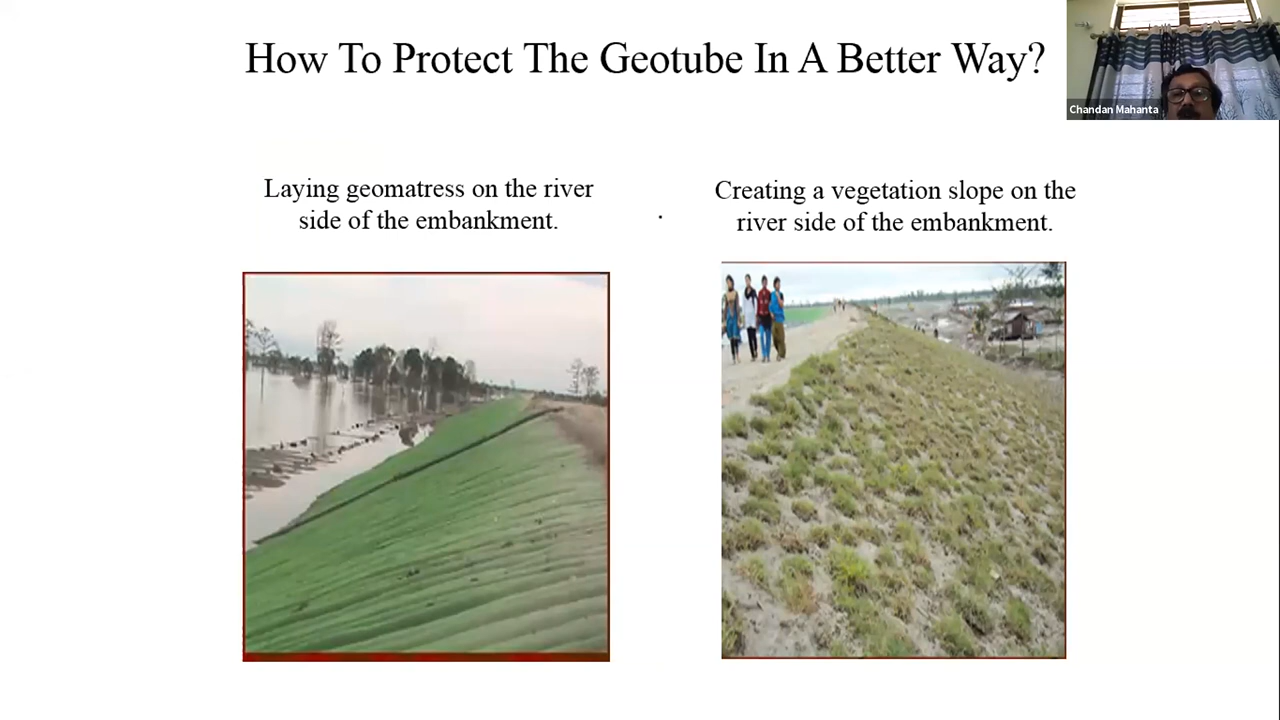 How To Protect The Geotube In A Better Way?
Chandan Mahanta
Laying geomatress on the river
side of the embankment.
Creating a vegetation slope on the
river side of the embankment.